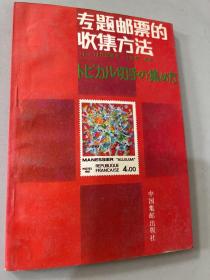 专题邮票的
收集方法
トピカル切手の集め方
MANESSIER "ALLELUIA"
REPUBLIQUE
FRANCAISE
4.00
中国集邮出版社